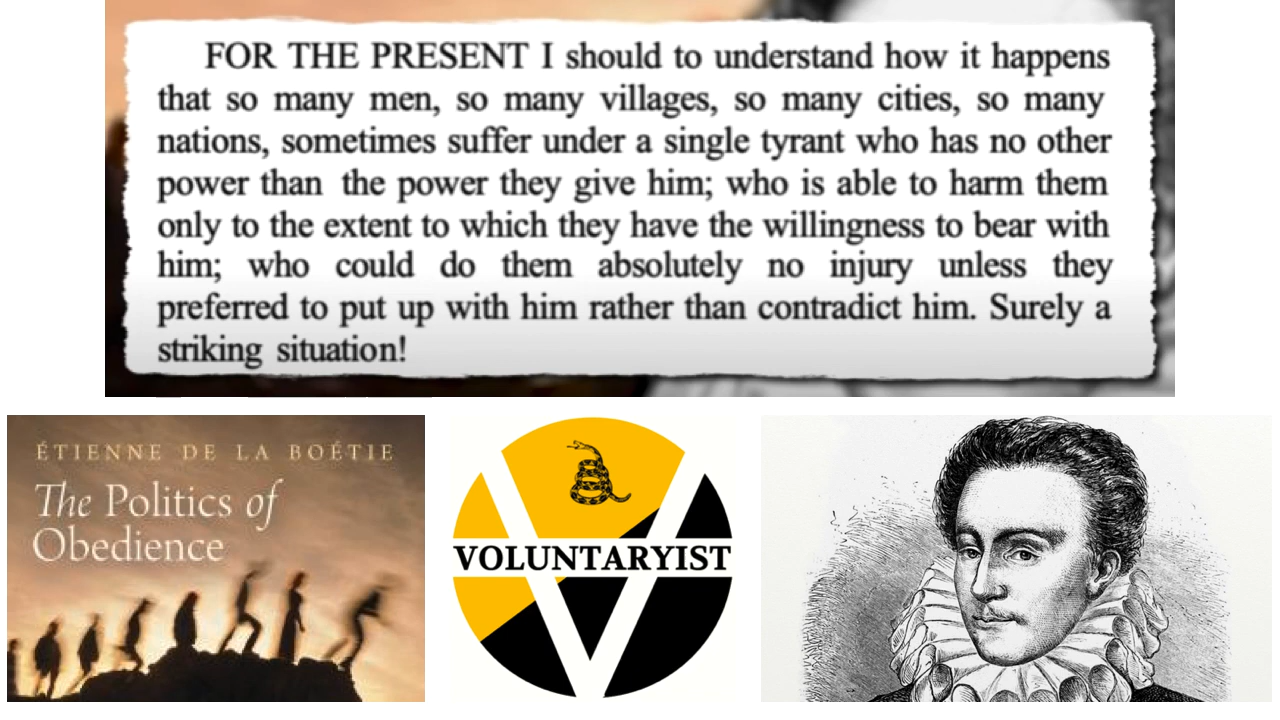 FOR THE PRESENT I should to understand how it happens
that so many men, so many villages, so many cities, so many
nations, sometimes suffer under a single tyrant who has no other
power than the power they give him; who is able to harm them
only to the extent to which they have the willingness to bear with
him; who could do them absolutely no injury unless they
preferred to put up with him rather than contradict him. Surely a
striking situation!
ÉTIENNE DE LA BOÉTIE
The Politics of
Obedience
VOLUNTARYIST